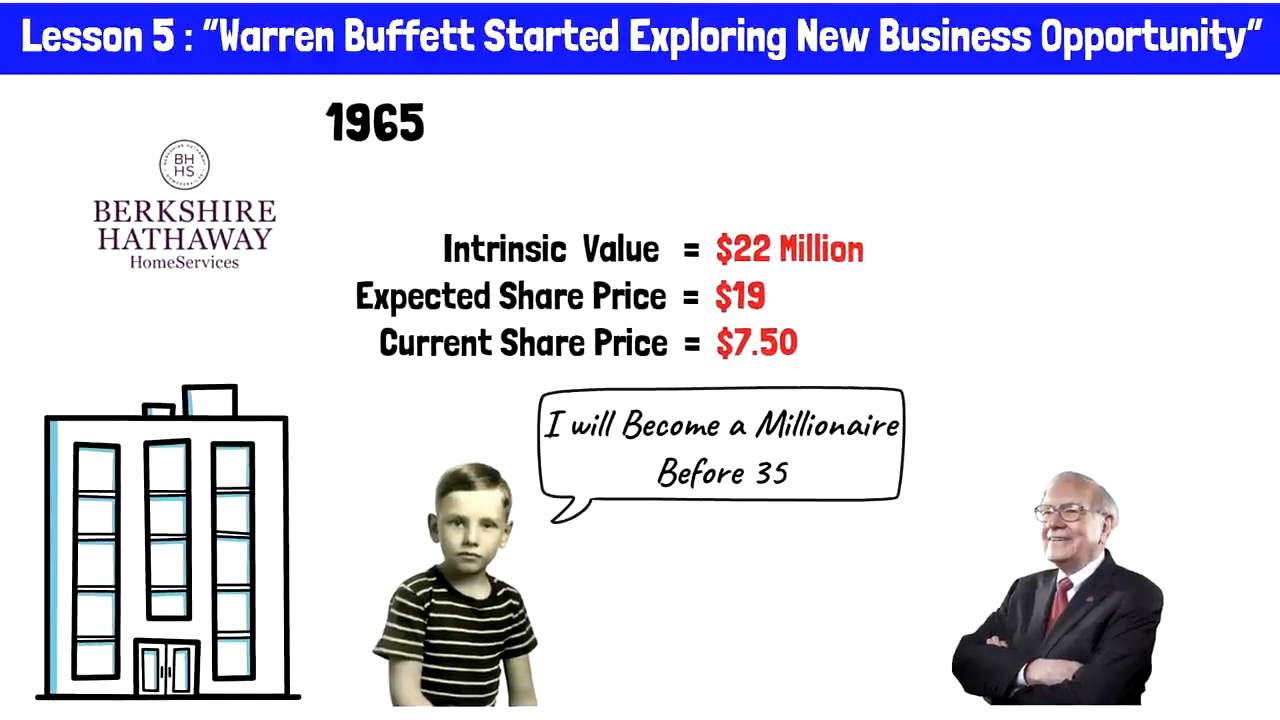 Lesson 5 : "Warren Buffett Started Exploring New Business Opportunity"
1965
BH
HS
BERKSHIRE
HATHAWAY
HomeServices
Intrinsic Value = $22 Million
Expected Share Price = $19
Current Share Price = $7.50
I will Become a Millionaire
Before 35